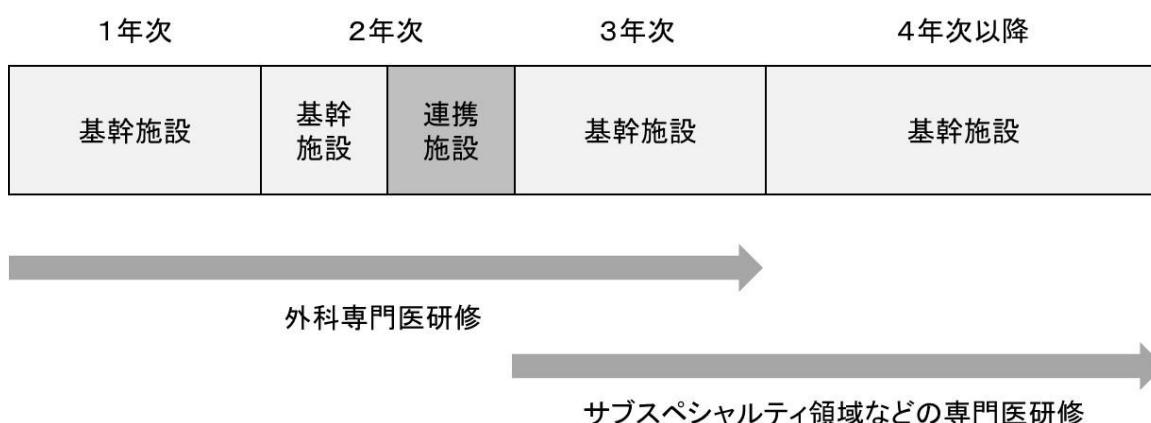 1年次
2年次
3年次
4年次以降
基幹施設
基幹
施設
連携
施設
基幹施設
基幹施設
外科専門医研修
サブスペシャルティ領域などの専門医研修